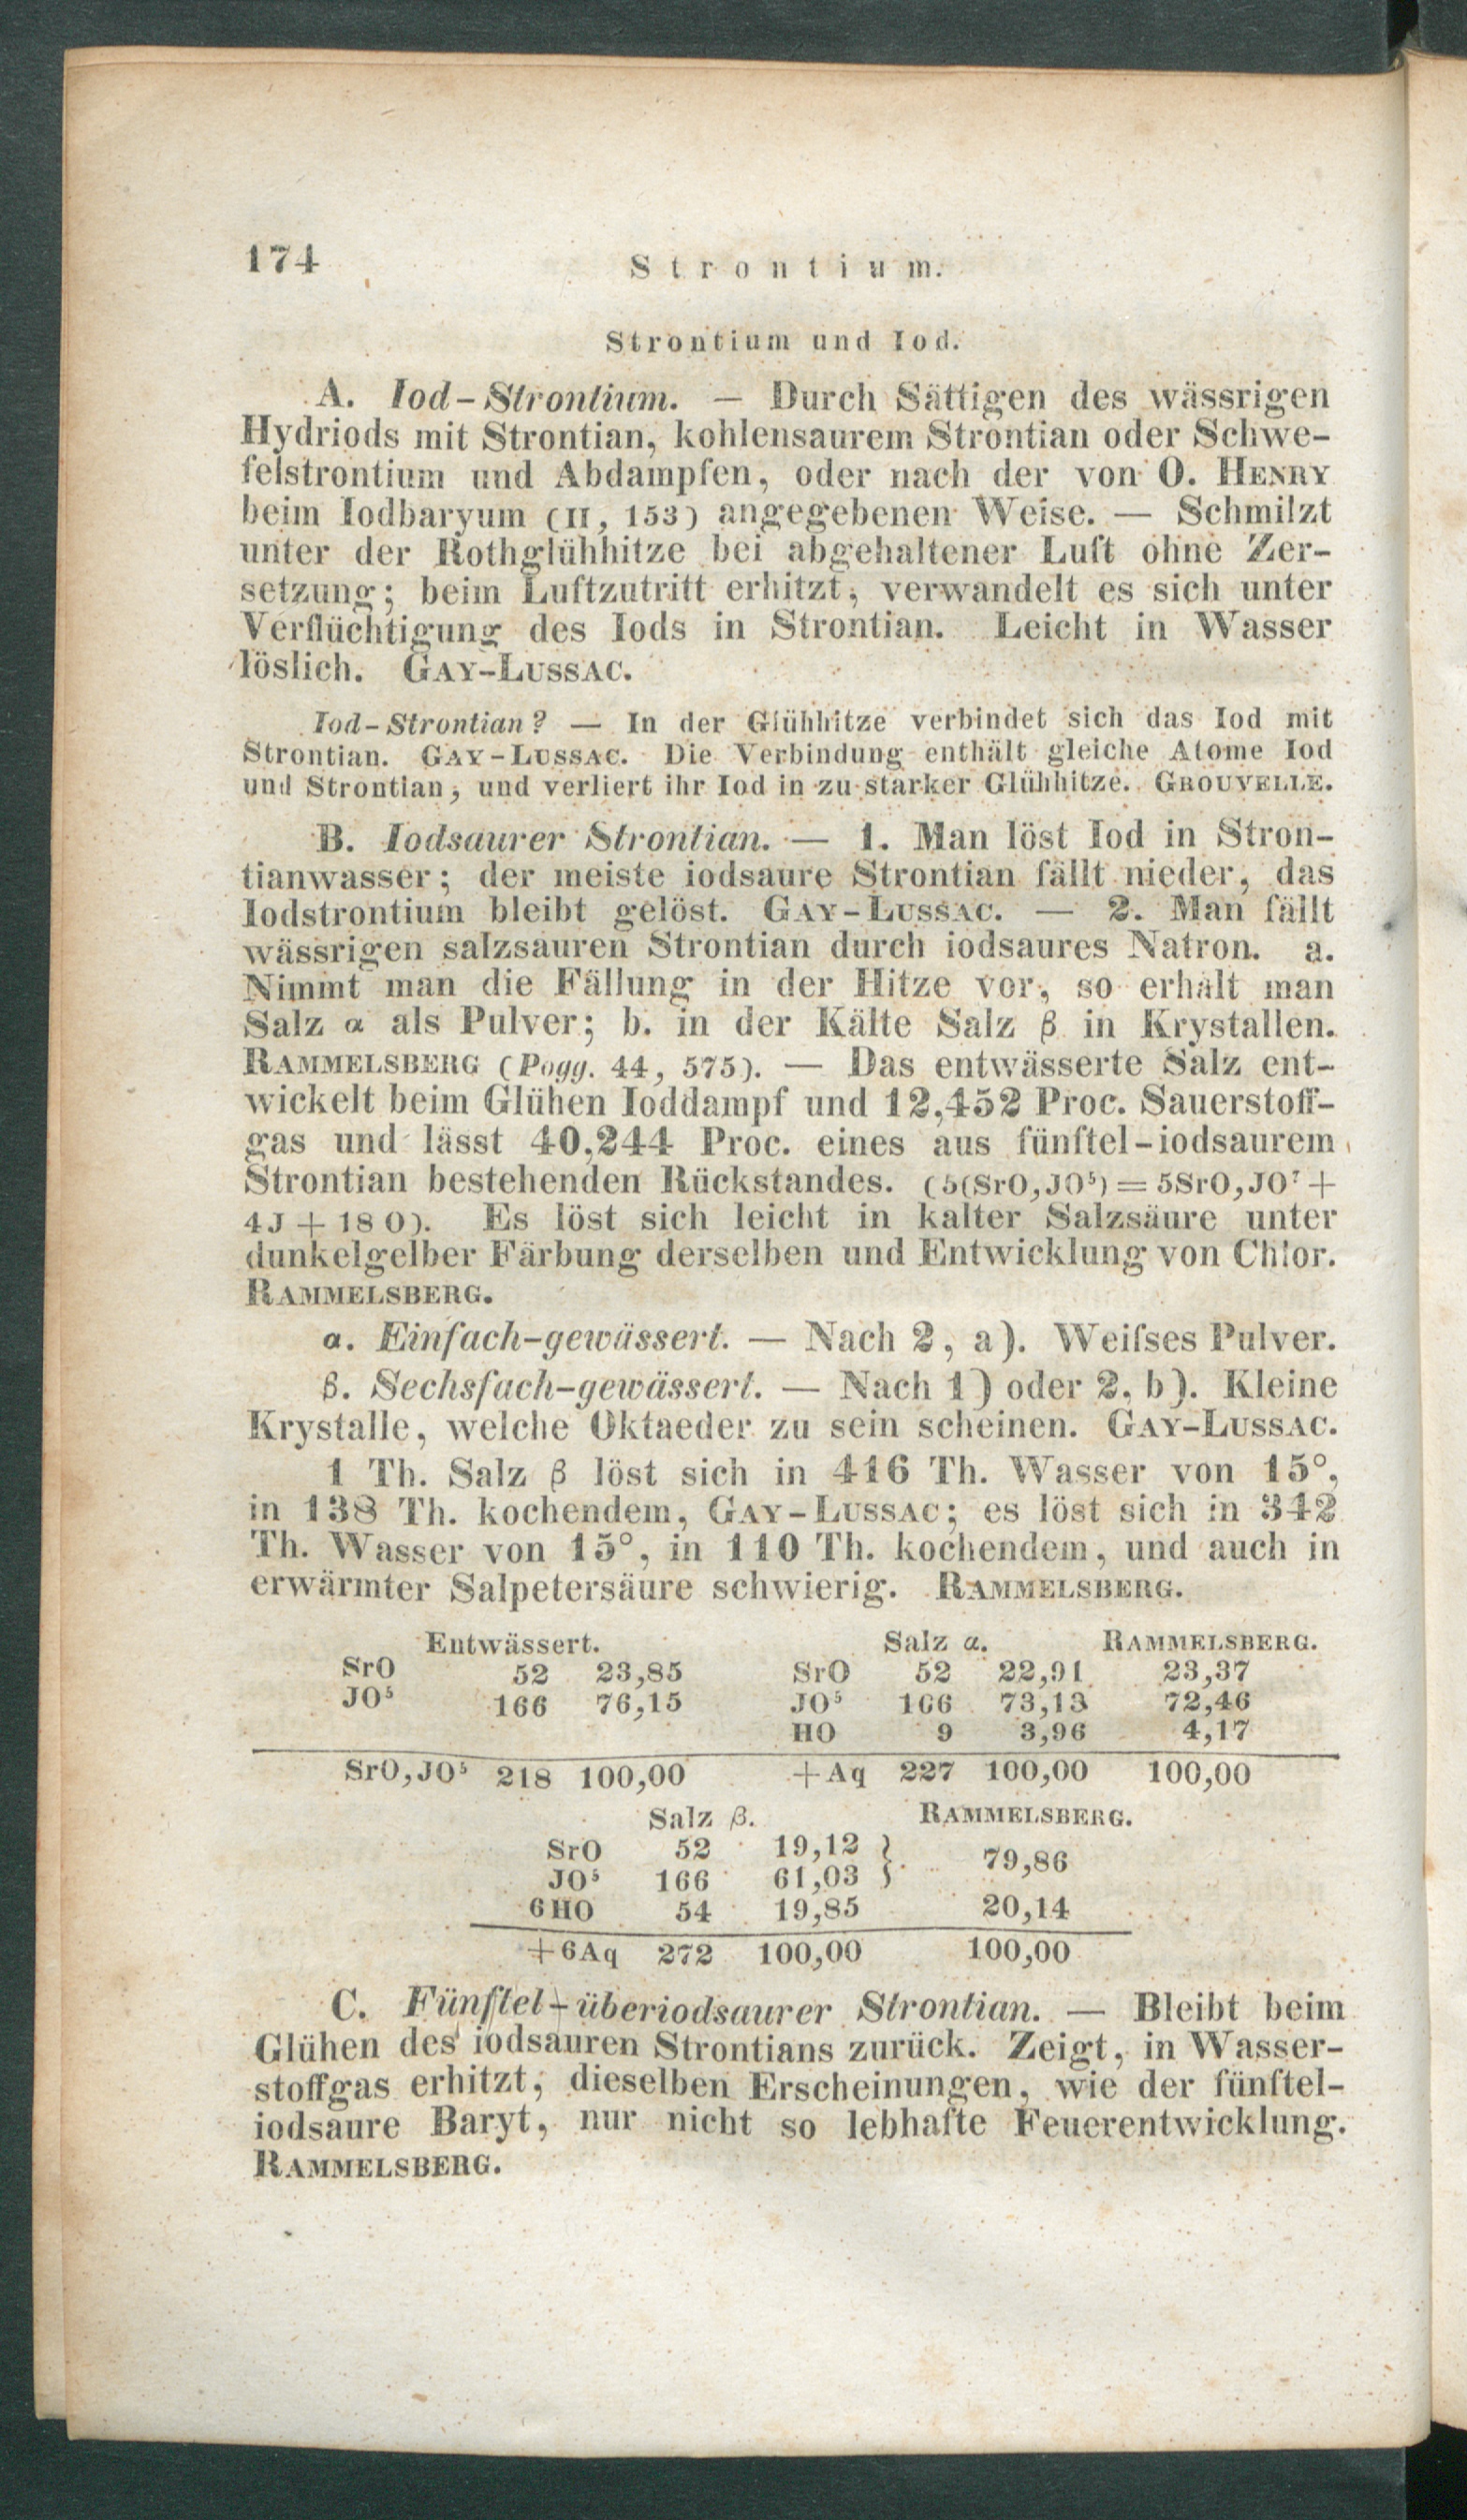 174
Strontium.
Strontium und Iod.
A. Iod-Strontium. — Durch Sättigen des wässrigen
Hydriods mit Strontian, kohlensaurem Strontian oder Schwe-
felstrontium und Abdampfen, oder nach der von O. HENRY
beim Iodbaryum (II, 153) angegebenen Weise. — Schmilzt
unter der Rothglühhitze bei abgehaltener Luft ohne Zer-
setzung; beim Luftzutritt erhitzt, verwandelt es sich unter
Verflüchtigung des Iods in Strontian. Leicht in Wasser
löslich. GAY-LUSSAC.
Iod-Strontian? — In der Glühhitze verbindet sich das Iod mit
Strontian. GAY-LUSSAC. Die Verbindung enthält gleiche Atome Iod
und Strontian, und verliert ihr Iod in zu starker Glühhitze. GROUVELLE.
B. Iodsaurer Strontian. — 1. Man löst Iod in Stron-
tianwasser; der meiste iodsaure Strontian fällt nieder, das
Iodstrontium bleibt gelöst. GAY-LUSSAC. — 2. Man fällt
wässrigen salzsauren Strontian durch iodsaures Natron. a.
Nimmt man die Fällung in der Hitze vor, so erhält man
Salz α als Pulver; b. in der Kälte Salz β in Krystallen.
RAMMELSBERG (Pogg. 44, 575). — Das entwässerte Salz ent-
wickelt beim Glühen Ioddampf und 12,452 Proc. Sauerstoff-
gas und lässt 40,244 Proc. eines aus fünftel-iodsaurem
Strontian bestehenden Rückstandes. (5(SrO,JO⁵) = 5SrO,JO⁷ +
4J + 18 O). Es löst sich leicht in kalter Salzsäure unter
dunkelgelber Färbung derselben und Entwicklung von Chlor.
RAMMELSBERG.
α. Einfach-gewässert. — Nach 2, a). Weifses Pulver.
β. Sechsfach-gewässert. — Nach 1) oder 2, b). Kleine
Krystalle, welche Oktaeder zu sein scheinen. GAY-LUSSAC.
1 Th. Salz β löst sich in 416 Th. Wasser von 15°,
in 138 Th. kochendem, GAY-LUSSAC; es löst sich in 342
Th. Wasser von 15°, in 110 Th. kochendem, und auch in
erwärmter Salpetersäure schwierig. RAMMELSBERG.
Entwässert. Salz α. RAMMELSBERG.
SrO 52 23,85 SrO 52 22,91 23,37
JO⁵ 166 76,15 JO⁵ 166 73,13 72,46
HO 9 3,96 4,17
SrO,JO⁵ 218 100,00 +Aq 227 100,00 100,00
Salz β. RAMMELSBERG.
SrO 52 19,12 }
JO⁵ 166 61,03 } 79,86
6HO 54 19,85 20,14
+6Aq 272 100,00 100,00
C. Fünftel-überiodsaurer Strontian. — Bleibt beim
Glühen des iodsauren Strontians zurück. Zeigt, in Wasser-
stoffgas erhitzt, dieselben Erscheinungen, wie der fünftel-
iodsaure Baryt, nur nicht so lebhafte Feuerentwicklung.
RAMMELSBERG.